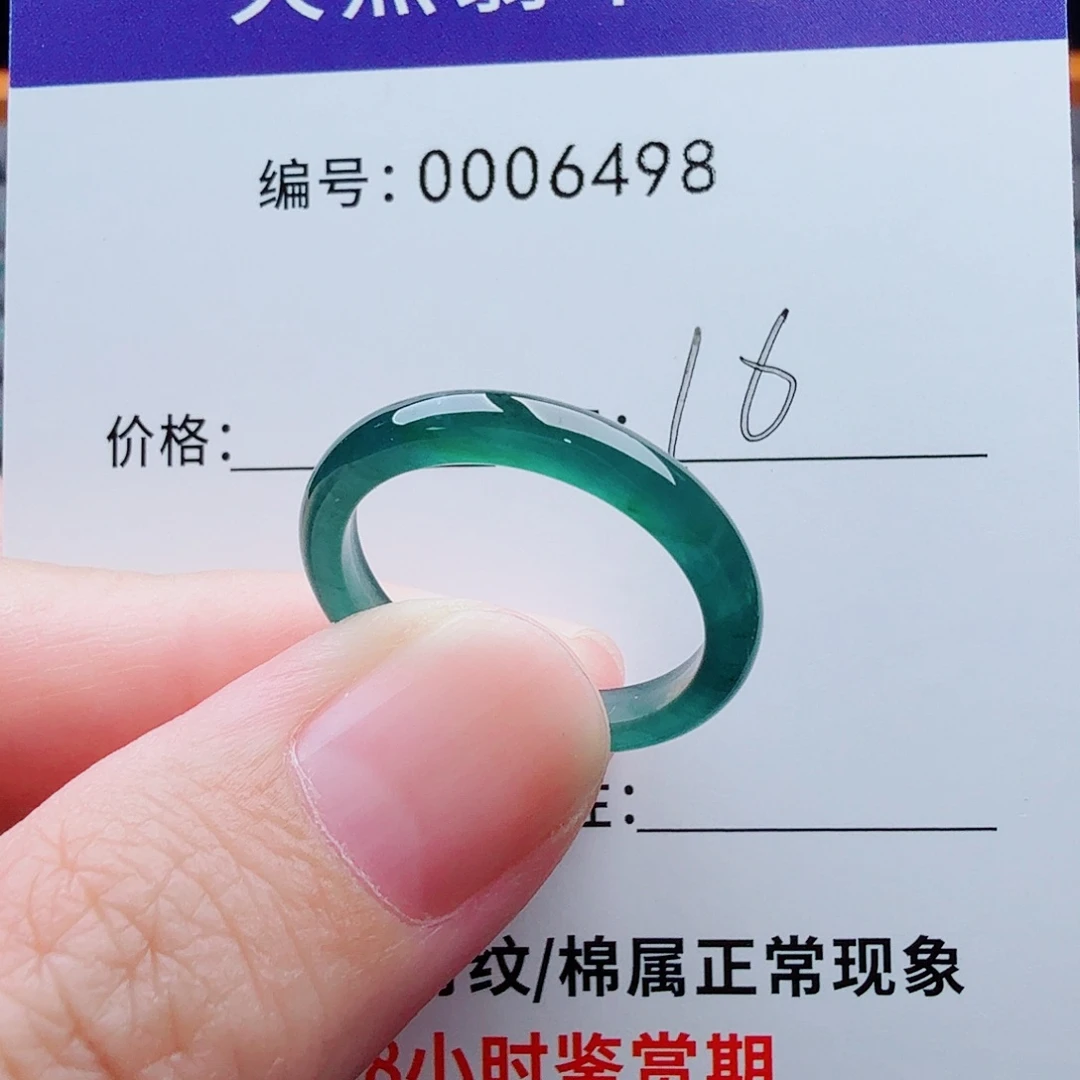 编号：0006498
价格： : 16
注：
纹/棉属正常现象
8小时鉴赏期